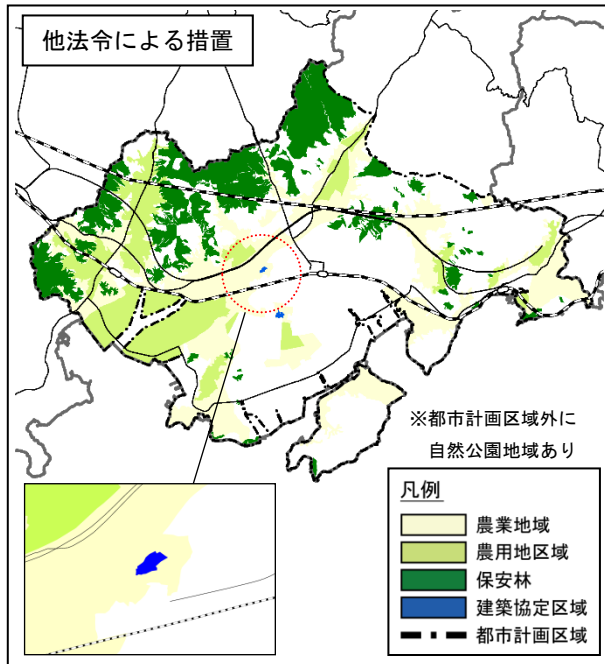 他法令による措置
※都市計画区域外に
自然公園地域あり
凡例
農業地域
農用地区域
保安林
建築協定区域
都市計画区域